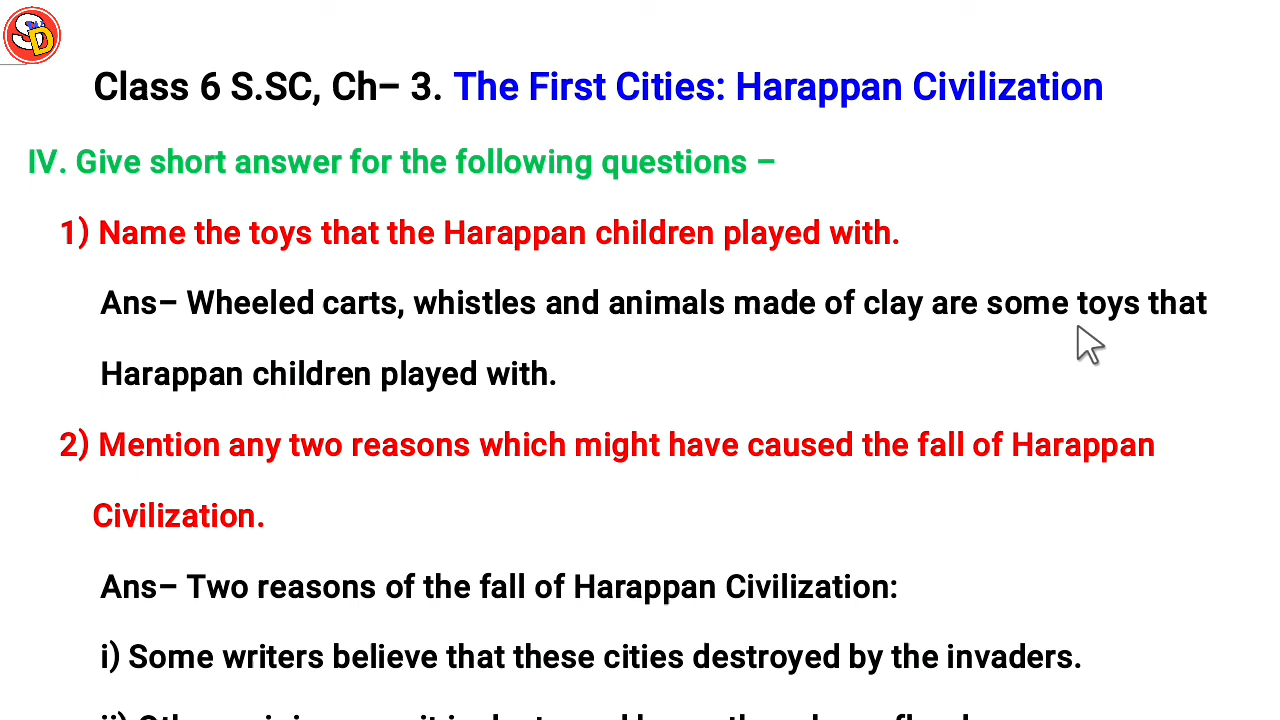 SD
Class 6 S.SC, Ch– 3. The First Cities: Harappan Civilization
IV. Give short answer for the following questions –
1) Name the toys that the Harappan children played with.
Ans– Wheeled carts, whistles and animals made of clay are some toys that
Harappan children played with.
2) Mention any two reasons which might have caused the fall of Harappan
Civilization.
Ans– Two reasons of the fall of Harappan Civilization:
i) Some writers believe that these cities destroyed by the invaders.